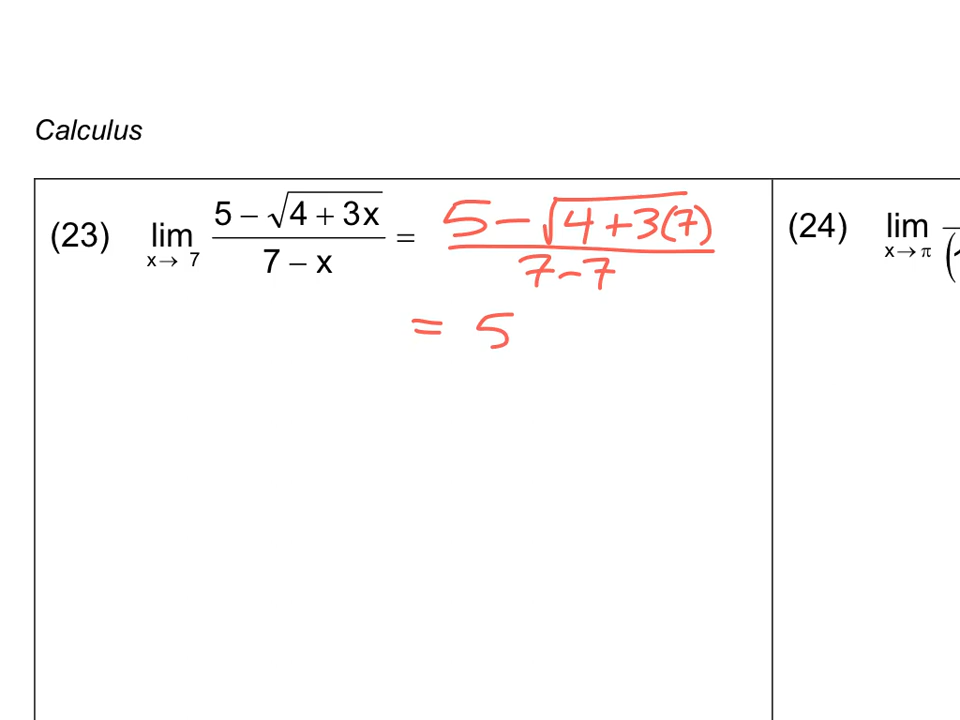 Calculus
(23) lim x→ 7 (5 − √(4 + 3x)) / (7 − x) = (5 − √(4 + 3(7))) / (7 − 7)
= 5
(24) lim x→ π (